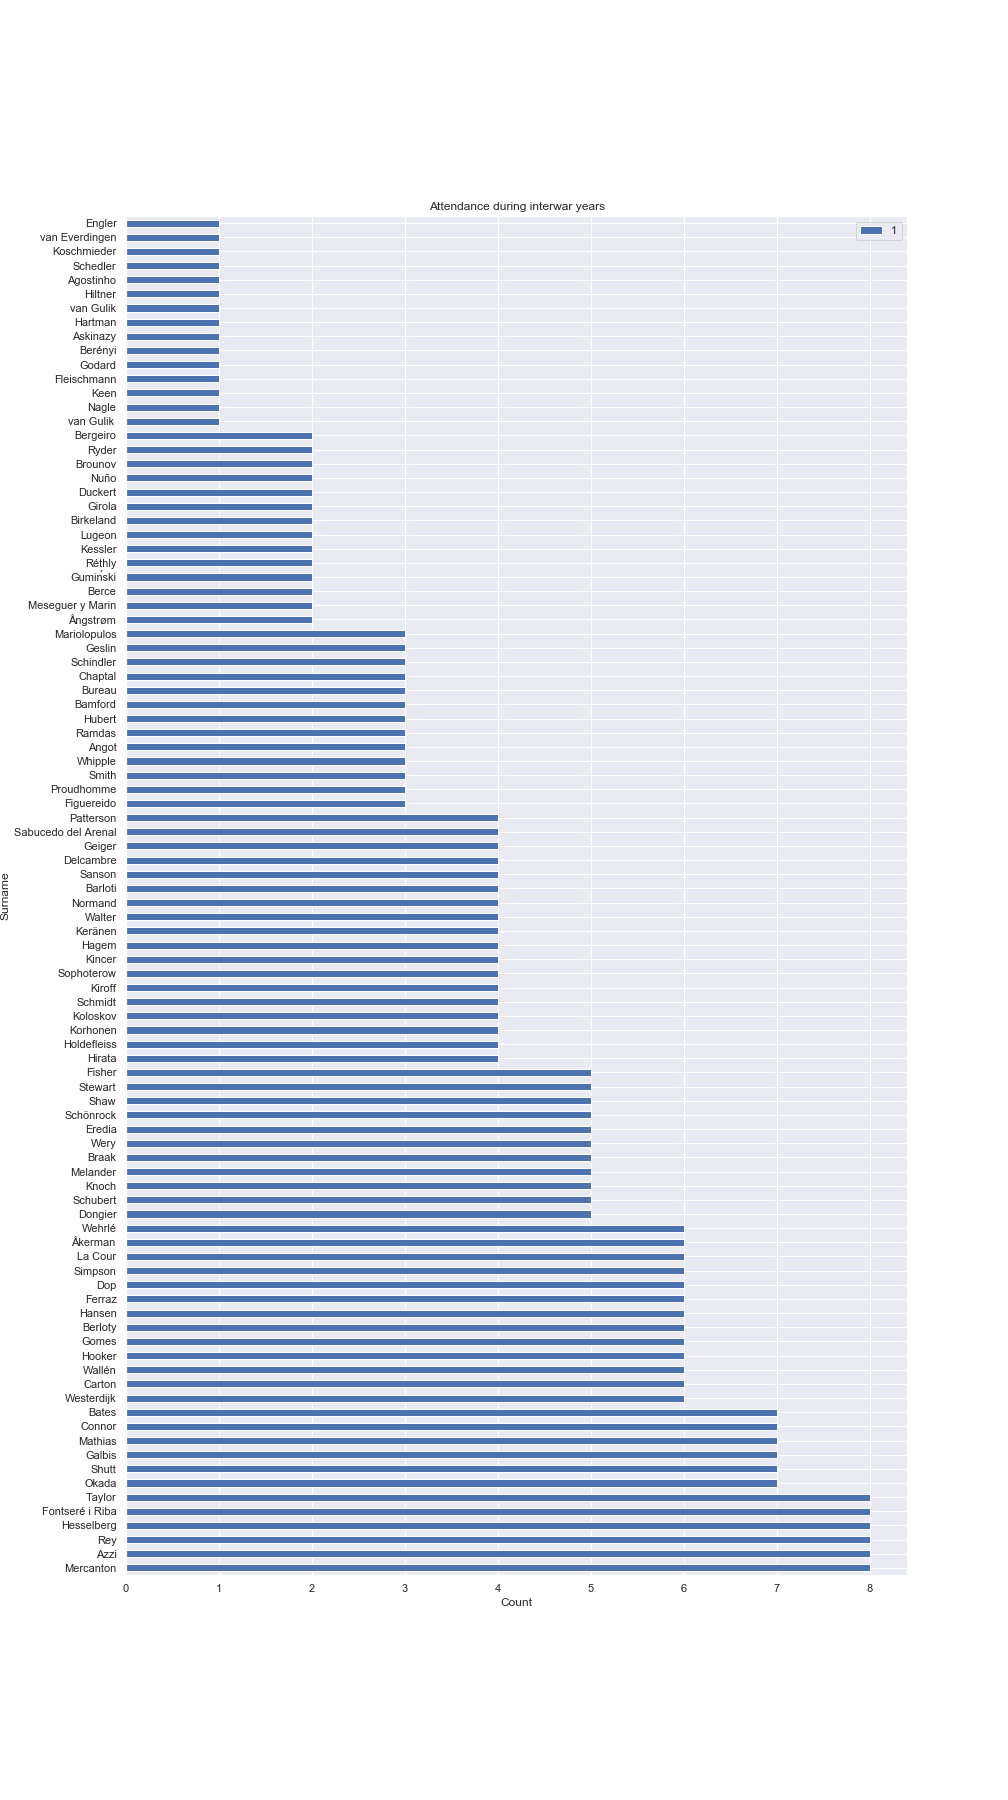 Attendance during interwar years
1
Engler
van Everdingen
Koschmieder
Schedler
Agostinho
Hiltner
van Gulik
Hartman
Askinazy
Berényi
Godard
Fleischmann
Keen
Nagle
van Gulik
Bergeiro
Ryder
Brounov
Nuño
Duckert
Girola
Birkeland
Lugeon
Kessler
Réthly
Gumiński
Berce
Meseguer y Marin
Ångstrøm
Mariolopulos
Geslin
Schindler
Chaptal
Bureau
Bamford
Hubert
Ramdas
Angot
Whipple
Smith
Proudhomme
Figuereido
Patterson
Sabucedo del Arenal
Geiger
Delcambre
Sanson
Barloti
Normand
Walter
Keränen
Hagem
Kincer
Sophoterow
Kiroff
Schmidt
Koloskov
Korhonen
Holdefleiss
Hirata
Fisher
Stewart
Shaw
Schönrock
Eredia
Wery
Braak
Melander
Knoch
Schubert
Dongier
Wehrlé
Åkerman
La Cour
Simpson
Dop
Ferraz
Hansen
Berloty
Gomes
Hooker
Wallén
Carton
Westerdijk
Bates
Connor
Mathias
Galbis
Shutt
Okada
Taylor
Fontseré i Riba
Hesselberg
Rey
Azzi
Mercanton
Surname
0 1 2 3 4 5 6 7 8
Count